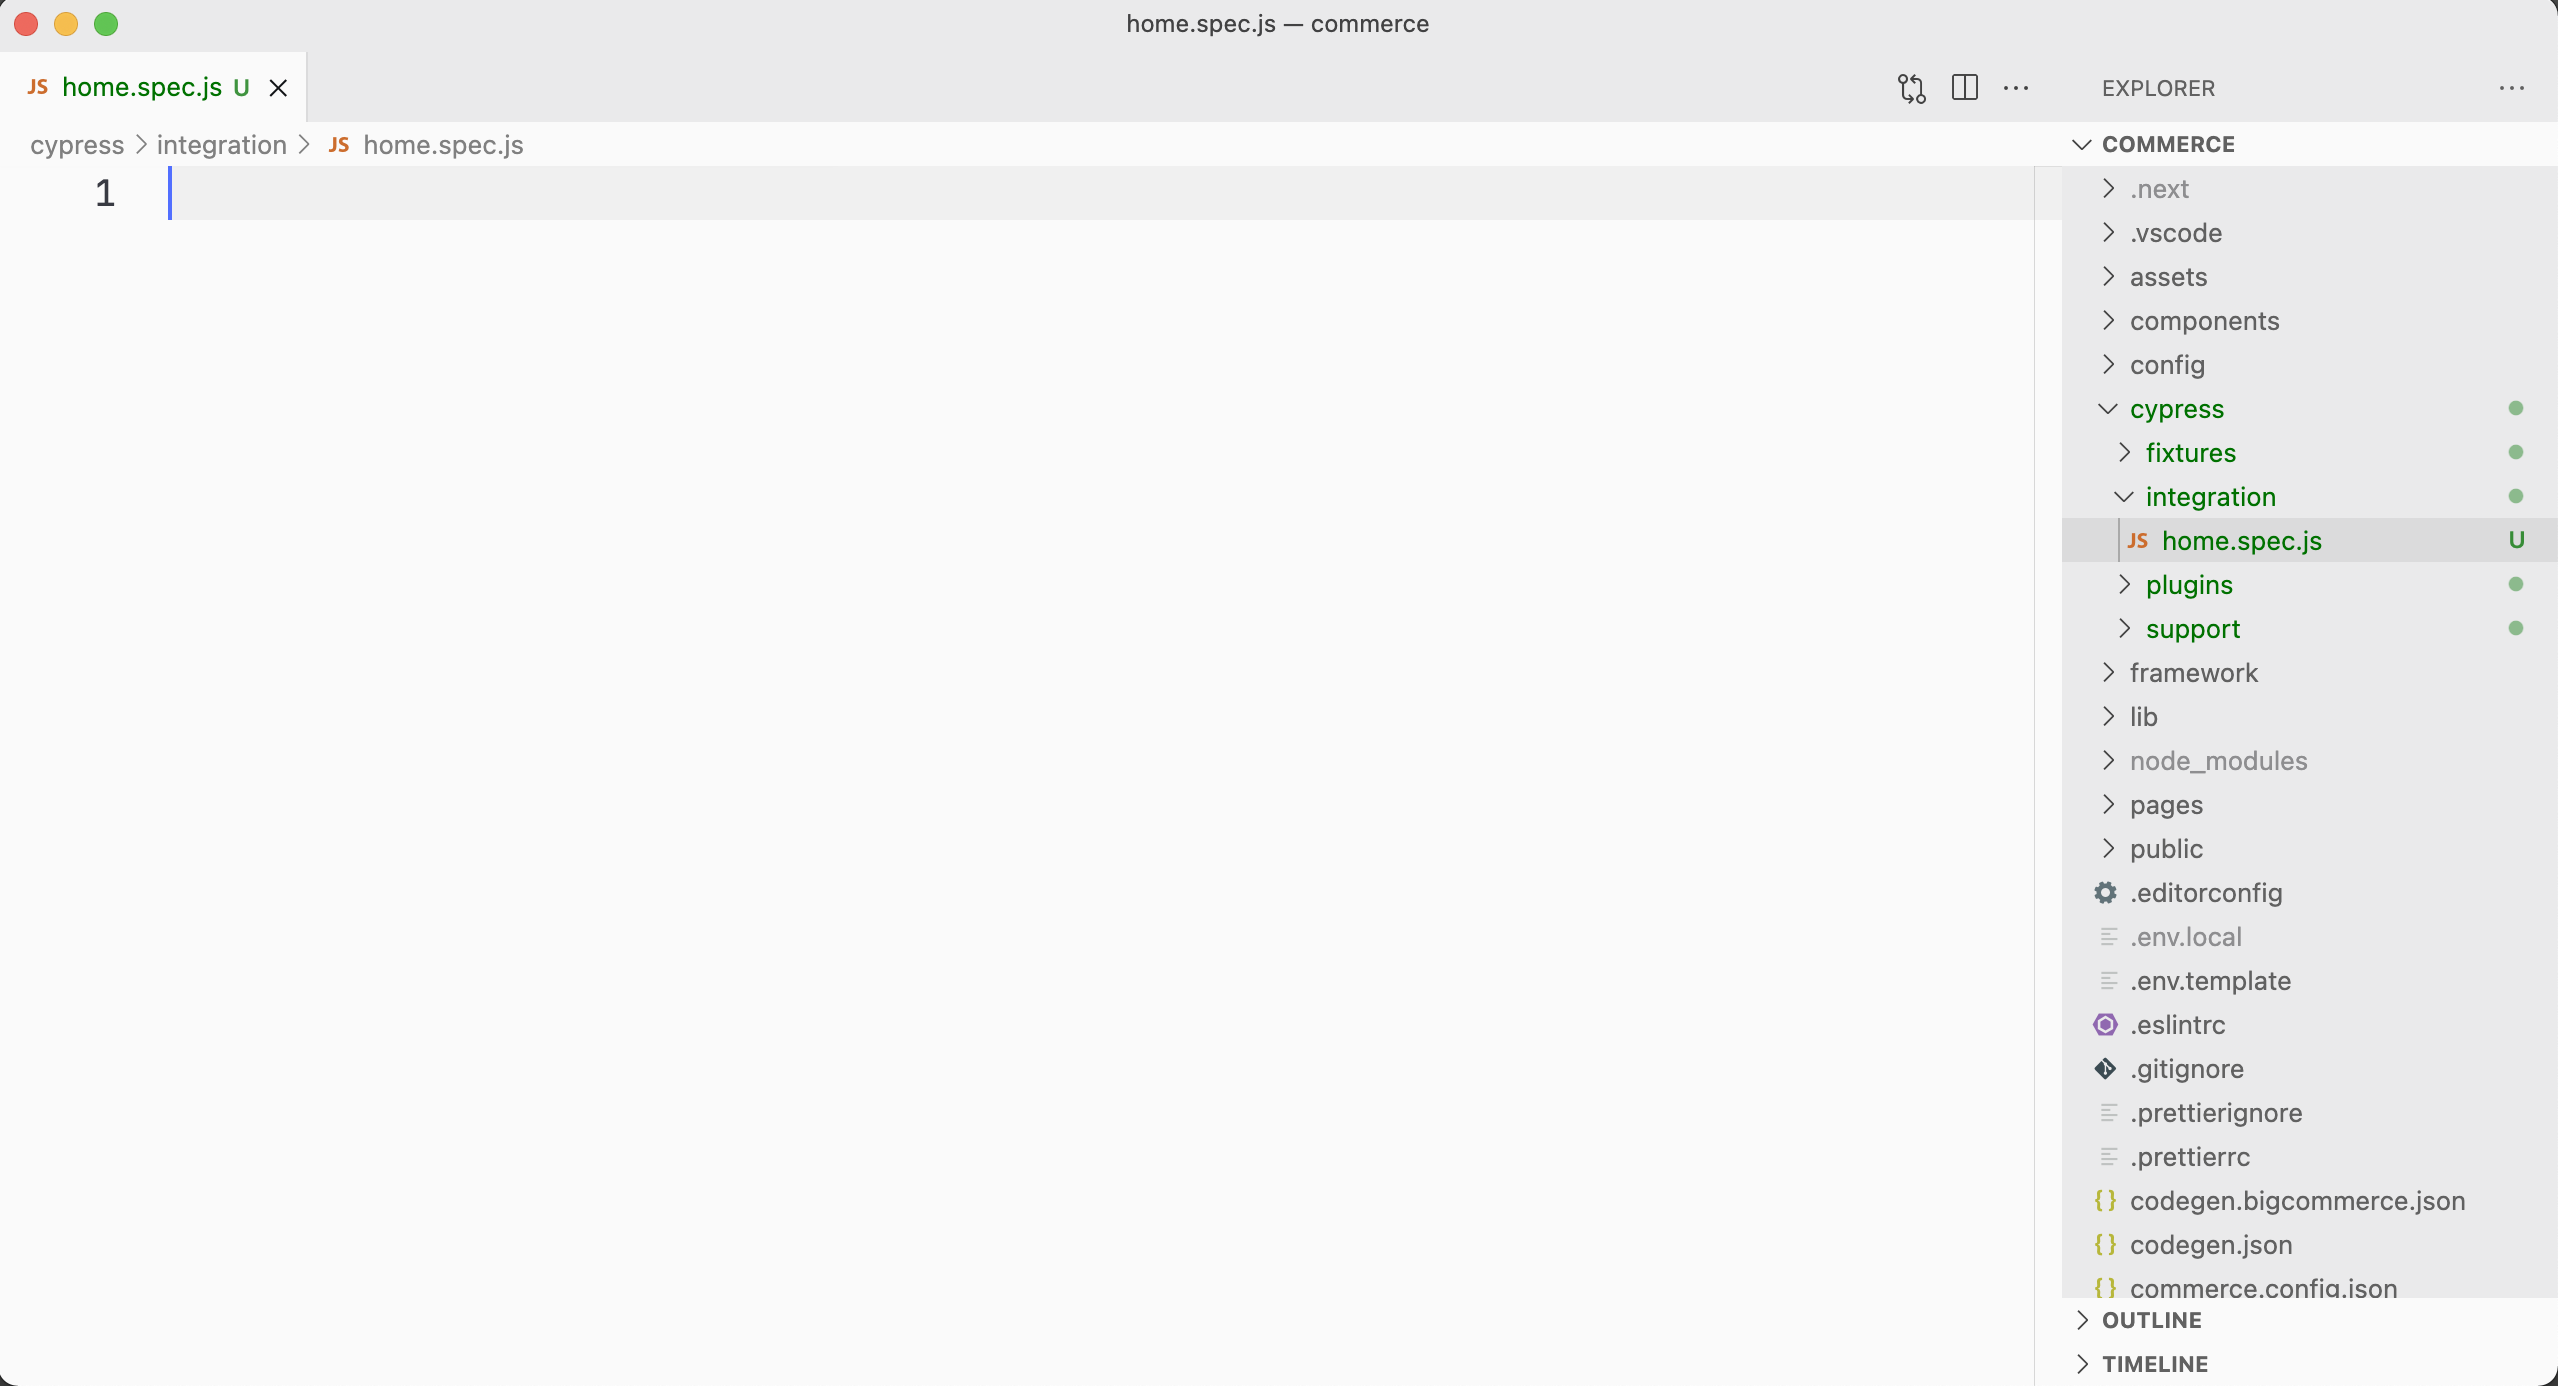 home.spec.js — commerce
JS home.spec.js U
EXPLORER
cypress > integration > JS home.spec.js
1
COMMERCE
.next
.vscode
assets
components
config
cypress
fixtures
integration
JS home.spec.js U
plugins
support
framework
lib
node_modules
pages
public
.editorconfig
.env.local
.env.template
.eslintrc
.gitignore
.prettierignore
.prettierrc
{} codegen.bigcommerce.json
{} codegen.json
{} commerce.config.json
OUTLINE
TIMELINE